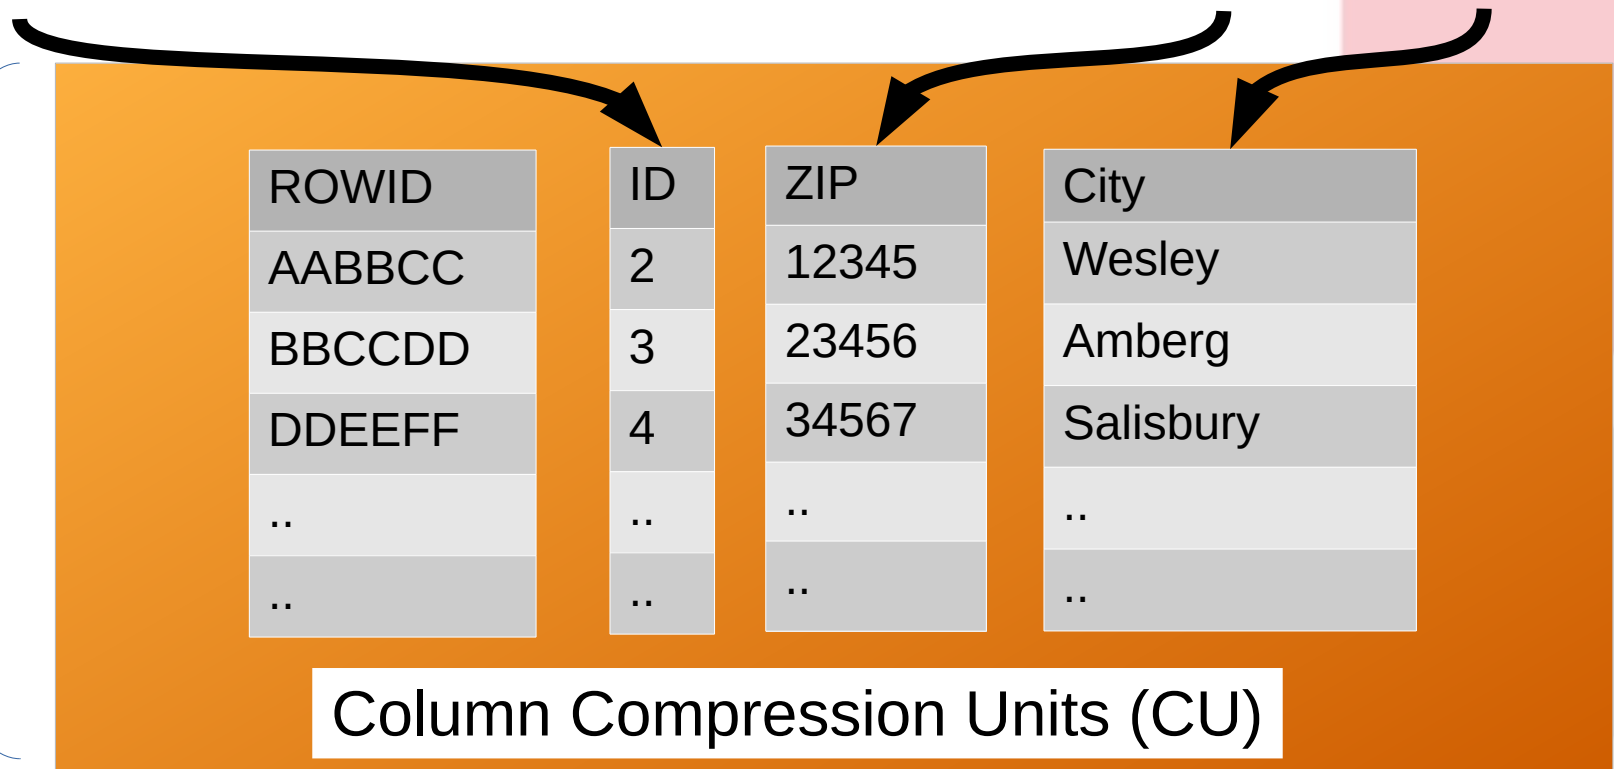 ROWID ID ZIP City
AABBCC 2 12345 Wesley
BBCCDD 3 23456 Amberg
DDEEFF 4 34567 Salisbury
.. .. .. ..
.. .. .. ..
Column Compression Units (CU)